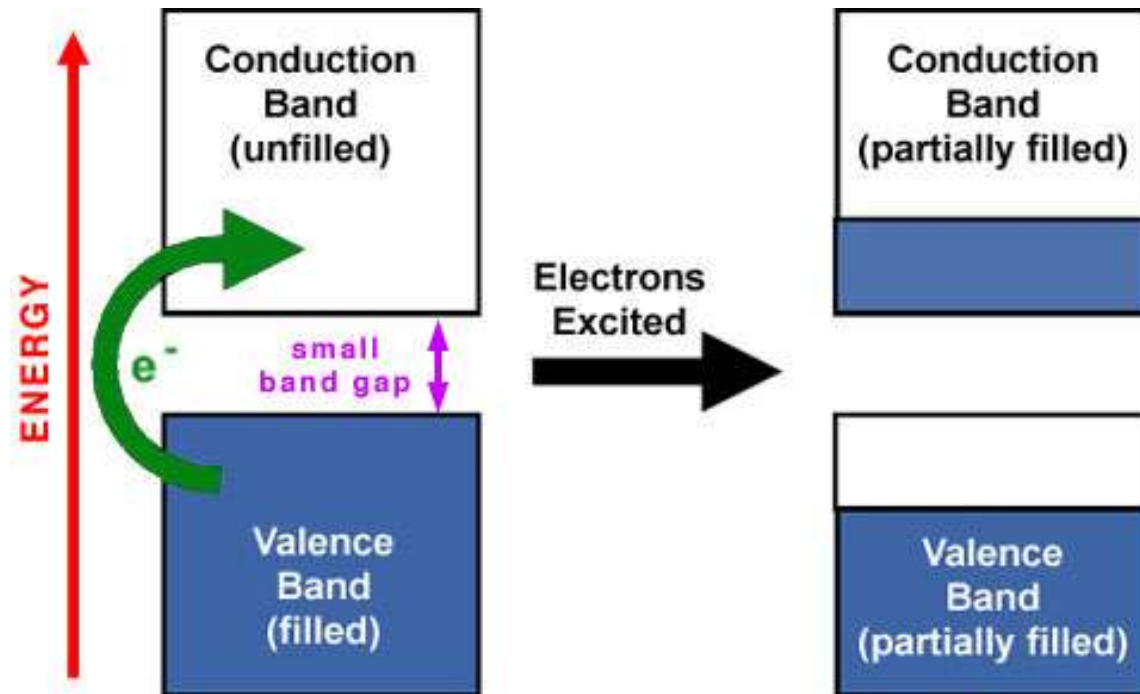 Conduction
Band
(unfilled)
Conduction
Band
(partially filled)
ENERGY
e-
small
band gap
Electrons
Excited
Valence
Band
(filled)
Valence
Band
(partially filled)